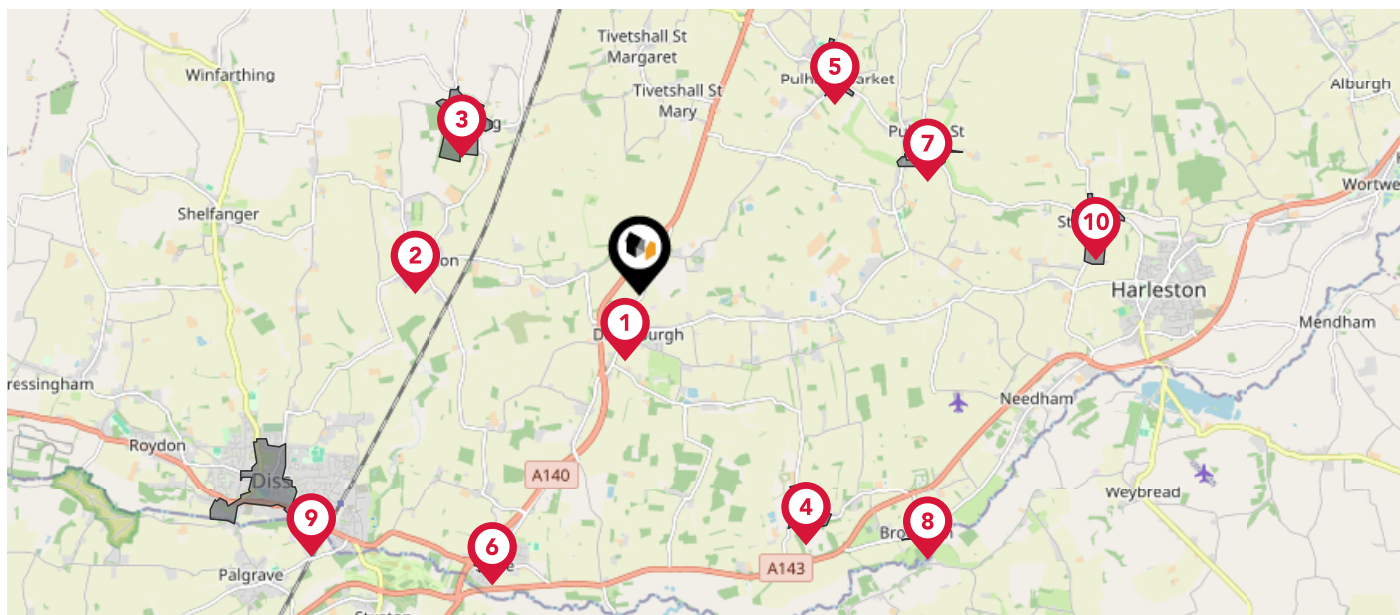 Tivetshall St
Margaret
Winfarthing
5
Alburgh
Tivetshall St
Mary
3
7
Wortwe
Shelfanger
10
2
Harleston
1
Mendham
ressingham
Needham
Roydon
A140
Diss
Weybread
4
9
8
6
A143
Palgrave